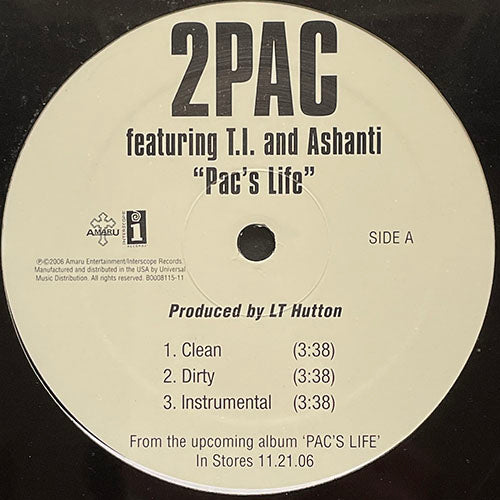 2PAC
featuring T.I. and Ashanti
"Pac's Life"
AMARU
INTERSCOPE
i
RECORDS
SIDE A
℗©2006 Amaru Entertainment/Interscope Records.
Manufactured and distributed in the USA by Universal
Music Distribution. All rights reserved. B0008115-11
Produced by LT Hutton
1. Clean (3:38)
2. Dirty (3:38)
3. Instrumental (3:38)
From the upcoming album 'PAC'S LIFE'
In Stores 11.21.06